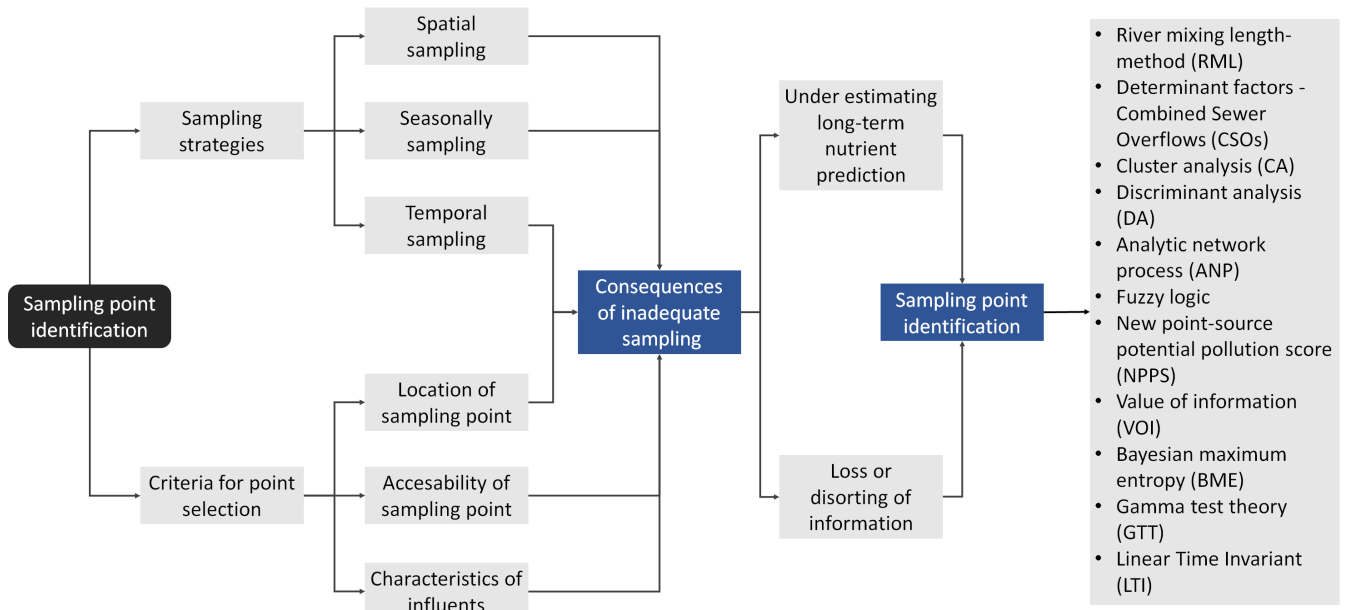 Sampling point
identification
Sampling
strategies
Criteria for point
selection
Spatial
sampling
Seasonally
sampling
Temporal
sampling
Location of
sampling point
Accesability of
sampling point
Characteristics of
influents
Consequences
of inadequate
sampling
Under estimating
long-term
nutrient
prediction
Loss or
disorting of
information
Sampling point
identification
• River mixing length-
method (RML)
• Determinant factors -
Combined Sewer
Overflows (CSOs)
• Cluster analysis (CA)
• Discriminant analysis
(DA)
• Analytic network
process (ANP)
• Fuzzy logic
• New point-source
potential pollution score
(NPPS)
• Value of information
(VOI)
• Bayesian maximum
entropy (BME)
• Gamma test theory
(GTT)
• Linear Time Invariant
(LTI)